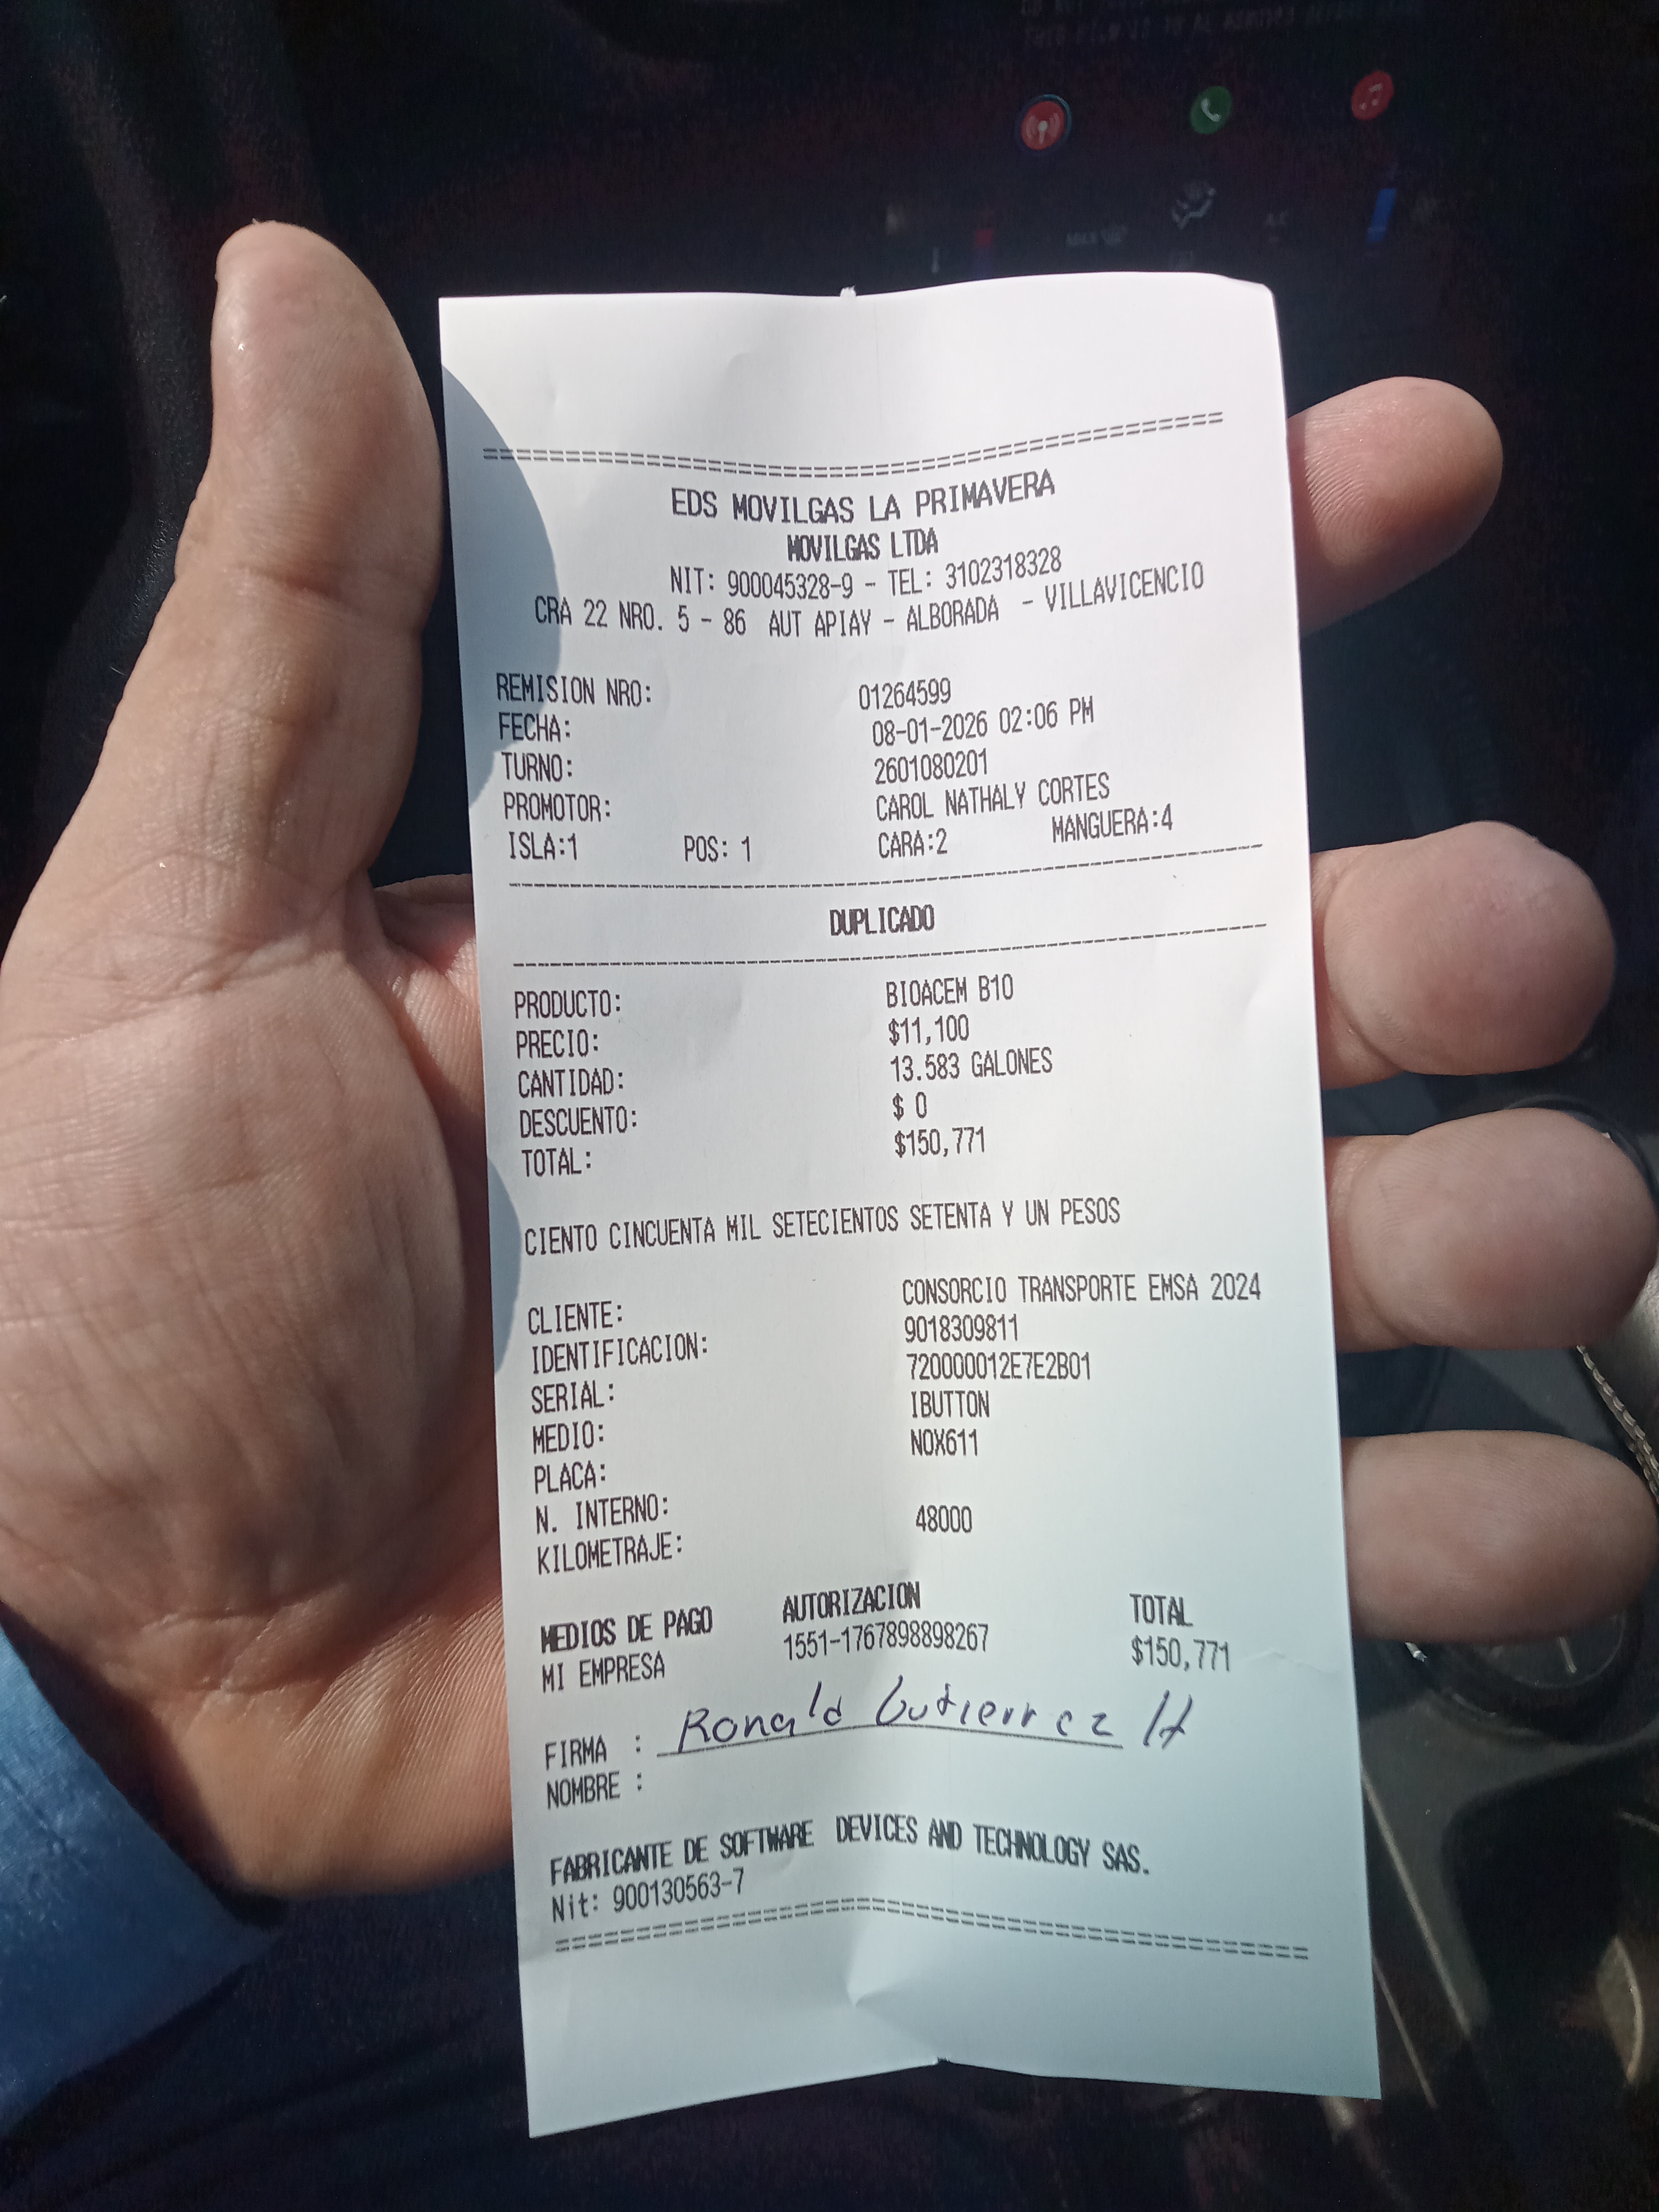 ==============================================
EDS MOVILGAS LA PRIMAVERA
MOVILGAS LTDA
NIT: 900045328-9 - TEL: 3102318328
CRA 22 NRO. 5 - 86 AUT APIAY - ALBORADA - VILLAVICENCIO
REMISION NRO: 01264599
FECHA: 08-01-2026 02:06 PM
TURNO: 2601080201
PROMOTOR: CAROL NATHALY CORTES
ISLA:1 POS: 1 CARA:2 MANGUERA:4
----------------------------------------------
DUPLICADO
----------------------------------------------
PRODUCTO: BIOACEM B10
PRECIO: $11,100
CANTIDAD: 13.583 GALONES
DESCUENTO: $ 0
TOTAL: $150,771
CIENTO CINCUENTA MIL SETECIENTOS SETENTA Y UN PESOS
CLIENTE: CONSORCIO TRANSPORTE EMSA 2024
IDENTIFICACION: 9018309811
SERIAL: 720000012E7E2B01
MEDIO: IBUTTON
PLACA: NOX611
N. INTERNO:
KILOMETRAJE: 48000
MEDIOS DE PAGO AUTORIZACION TOTAL
MI EMPRESA 1551-1767898898267 $150,771
FIRMA : Ronald Gutierrez H
NOMBRE :
FABRICANTE DE SOFTWARE DEVICES AND TECHNOLOGY SAS.
Nit: 900130563-7
==============================================